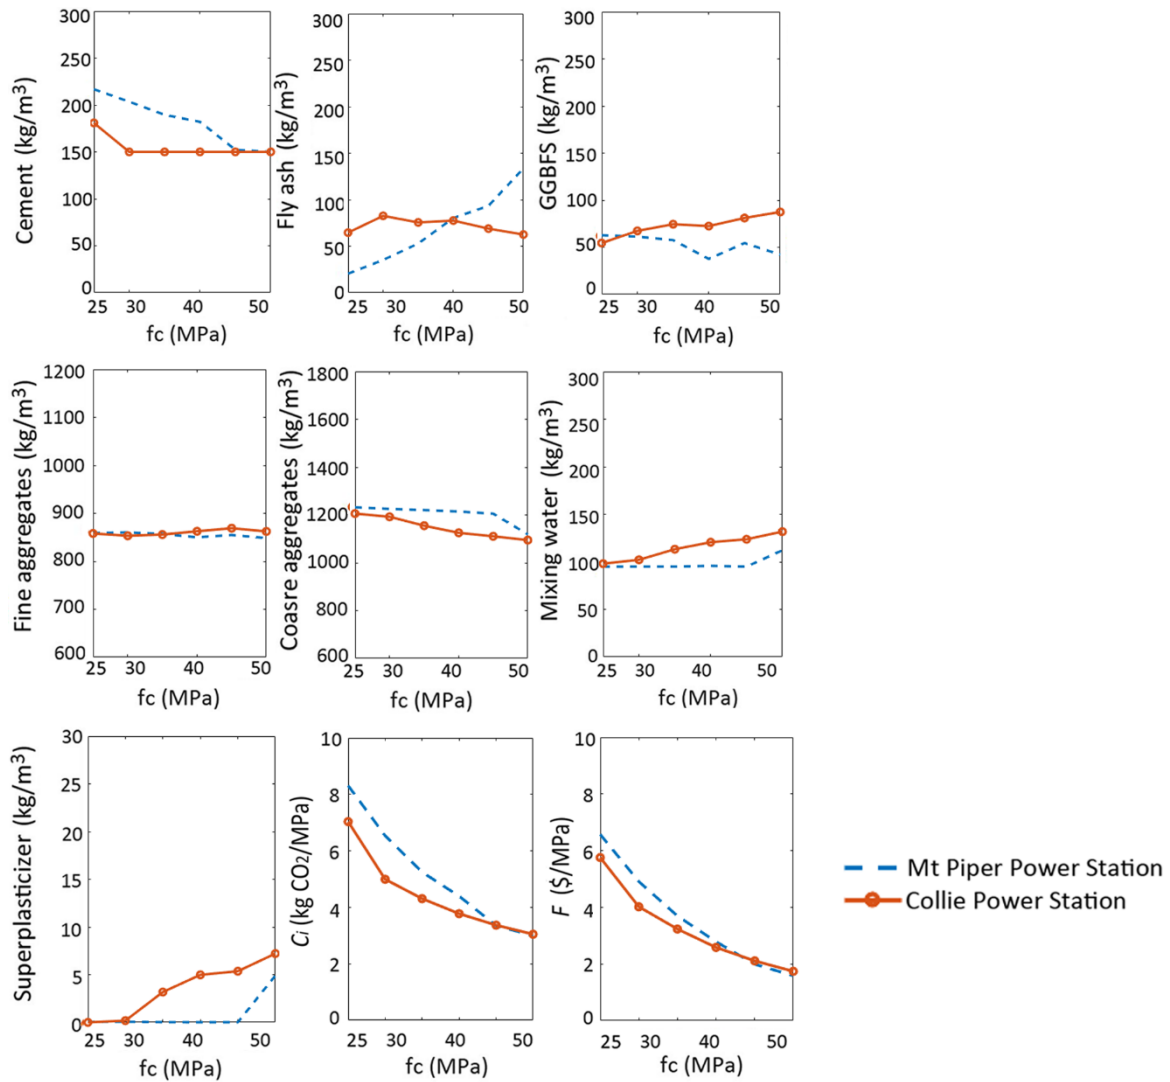 Cement (kg/m³)
300
250
200
150
100
50
0
25 30 40 50
fc (MPa)
Fly ash (kg/m³)
300
250
200
150
100
50
0
25 30 40 50
fc (MPa)
GGBFS (kg/m³)
300
250
200
150
100
50
0
25 30 40 50
fc (MPa)
Fine aggregates (kg/m³)
1200
1100
1000
900
800
700
600
25 30 40 50
fc (MPa)
Coasre aggregates (kg/m³)
1800
1600
1400
1200
1000
800
600
25 30 40 50
fc (MPa)
Mixing water (kg/m³)
300
250
200
150
100
50
0
25 30 40 50
fc (MPa)
Superplasticizer (kg/m³)
30
25
20
15
10
5
0
25 30 40 50
fc (MPa)
Ci (kg CO₂/MPa)
10
8
6
4
2
0
25 30 40 50
fc (MPa)
F ($/MPa)
10
8
6
4
2
0
25 30 40 50
fc (MPa)
Mt Piper Power Station
Collie Power Station